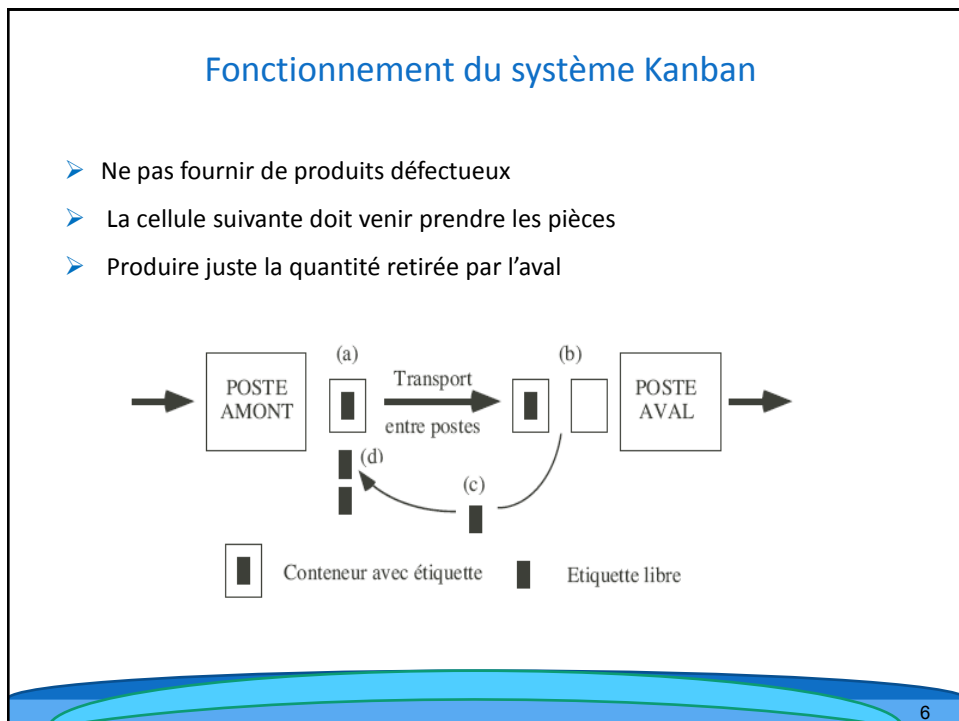 Fonctionnement du système Kanban
Ne pas fournir de produits défectueux
La cellule suivante doit venir prendre les pièces
Produire juste la quantité retirée par l’aval
(a)
(b)
POSTE
AMONT
Transport
entre postes
POSTE
AVAL
(d)
(c)
Conteneur avec étiquette
Etiquette libre
6